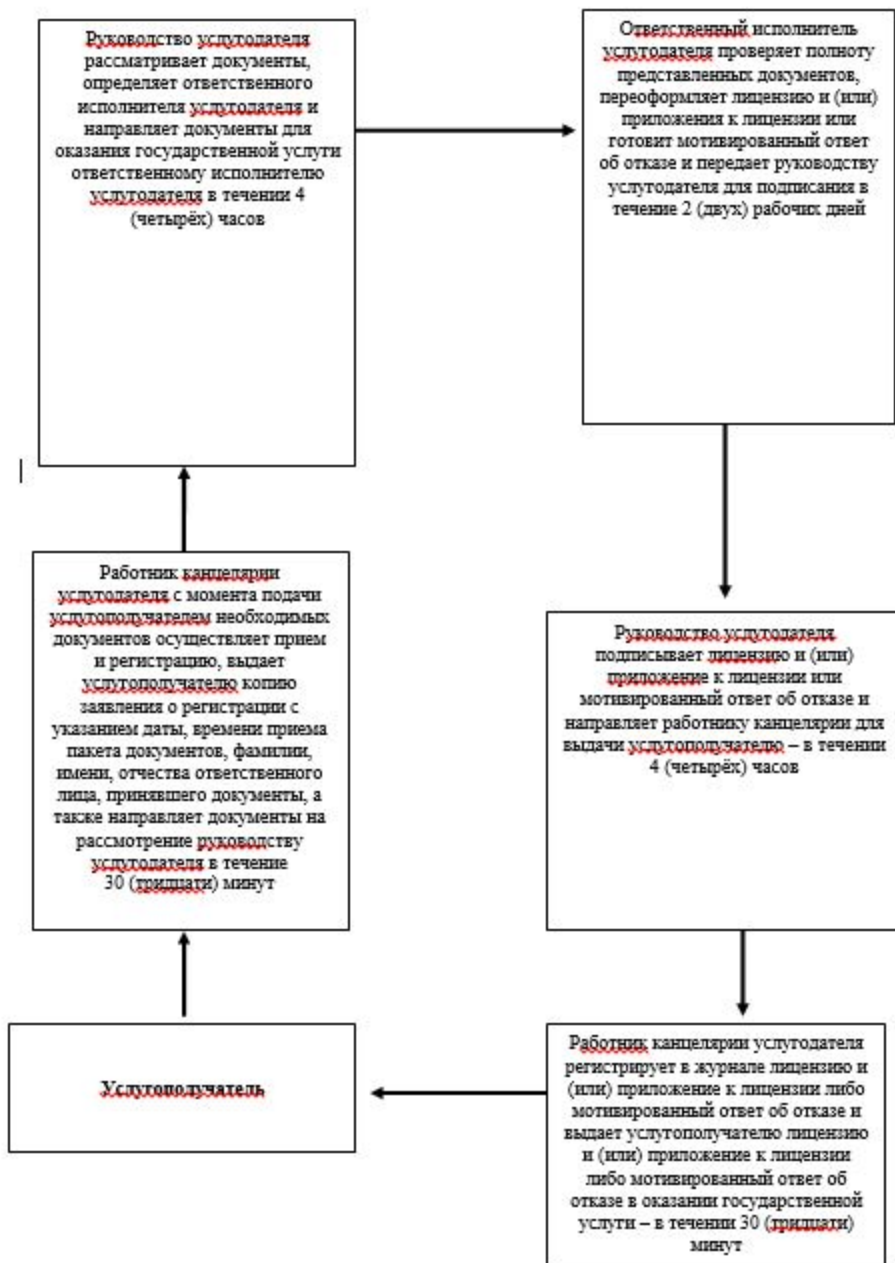 Руководство услугодателя
рассматривает документы,
определяет ответственного
исполнителя услугодателя и
направляет документы для
оказания государственной услуги
ответственному исполнителю
услугодателя в течении 4
(четырёх) часов
Ответственный исполнитель
услугодателя проверяет полноту
представленных документов,
переоформляет лицензию и (или)
приложения к лицензии или
готовит мотивированный ответ
об отказе и передает руководству
услугодателя для подписания в
течение 2 (двух) рабочих дней
Работник канцелярии
услугодателя с момента подачи
услугополучателем необходимых
документов осуществляет прием
и регистрацию, выдает
услугополучателю копию
заявления о регистрации с
указанием даты, времени приема
пакета документов, фамилии,
имени, отчества ответственного
лица, принявшего документы, а
также направляет документы на
рассмотрение руководству
услугодателя в течение
30 (тридцати) минут
Руководство услугодателя
подписывает лицензию и (или)
приложение к лицензии или
мотивированный ответ об отказе и
направляет работнику канцелярии для
выдачи услугополучателю – в течении
4 (четырёх) часов
Услугополучатель
Работник канцелярии услугодателя
регистрирует в журнале лицензию и
(или) приложение к лицензии либо
мотивированный ответ об отказе и
выдает услугополучателю лицензию
и (или) приложение к лицензии
либо мотивированный ответ об
отказе в оказании государственной
услуги – в течении 30 (тридцати)
минут